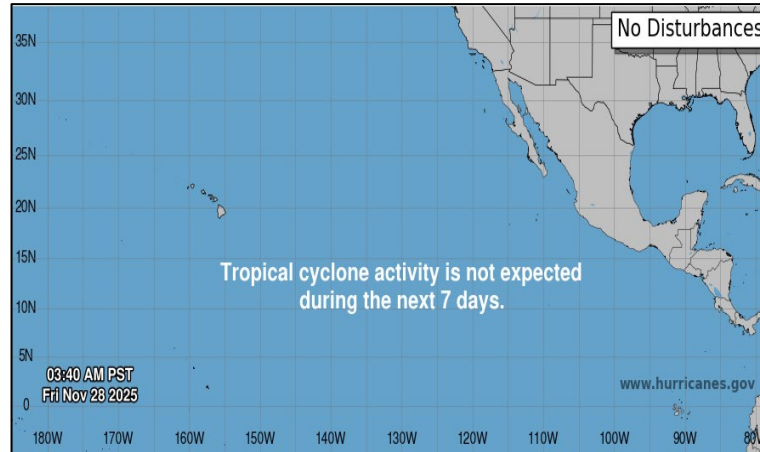 No Disturbances
35N
30N
25N
20N
15N
Tropical cyclone activity is not expected
during the next 7 days.
10N
5N
03:40 AM PST
Fri Nov 28 2025
www.hurricanes.gov
0
180W 170W 160W 150W 140W 130W 120W 110W 100W 90W 80W